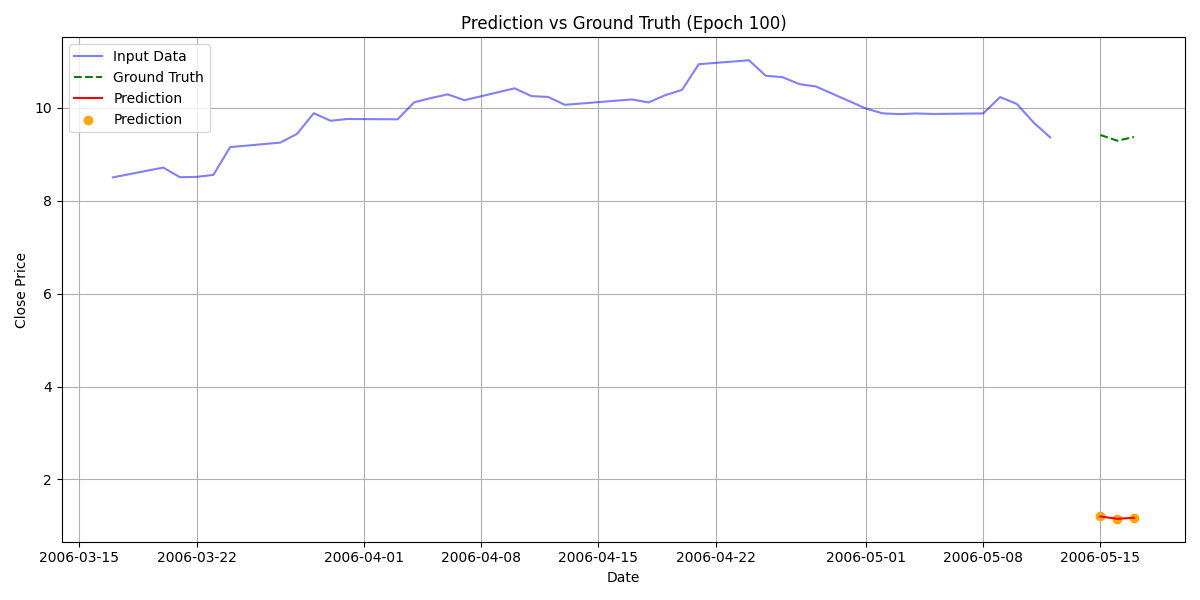 Prediction vs Ground Truth (Epoch 100)
Input Data
Ground Truth
Prediction
Prediction
Close Price
10
8
6
4
2
2006-03-15 2006-03-22 2006-04-01 2006-04-08 2006-04-15 2006-04-22 2006-05-01 2006-05-08 2006-05-15
Date